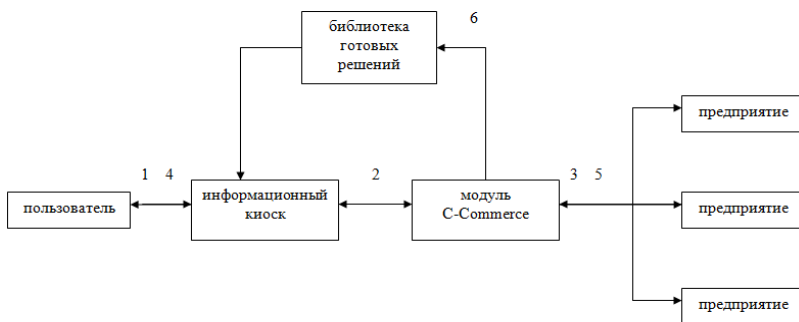 библиотека
готовых
решений
6
предприятие
1 4
2
3 5
пользователь
информационный
киоск
модуль
C-Commerce
предприятие
предприятие